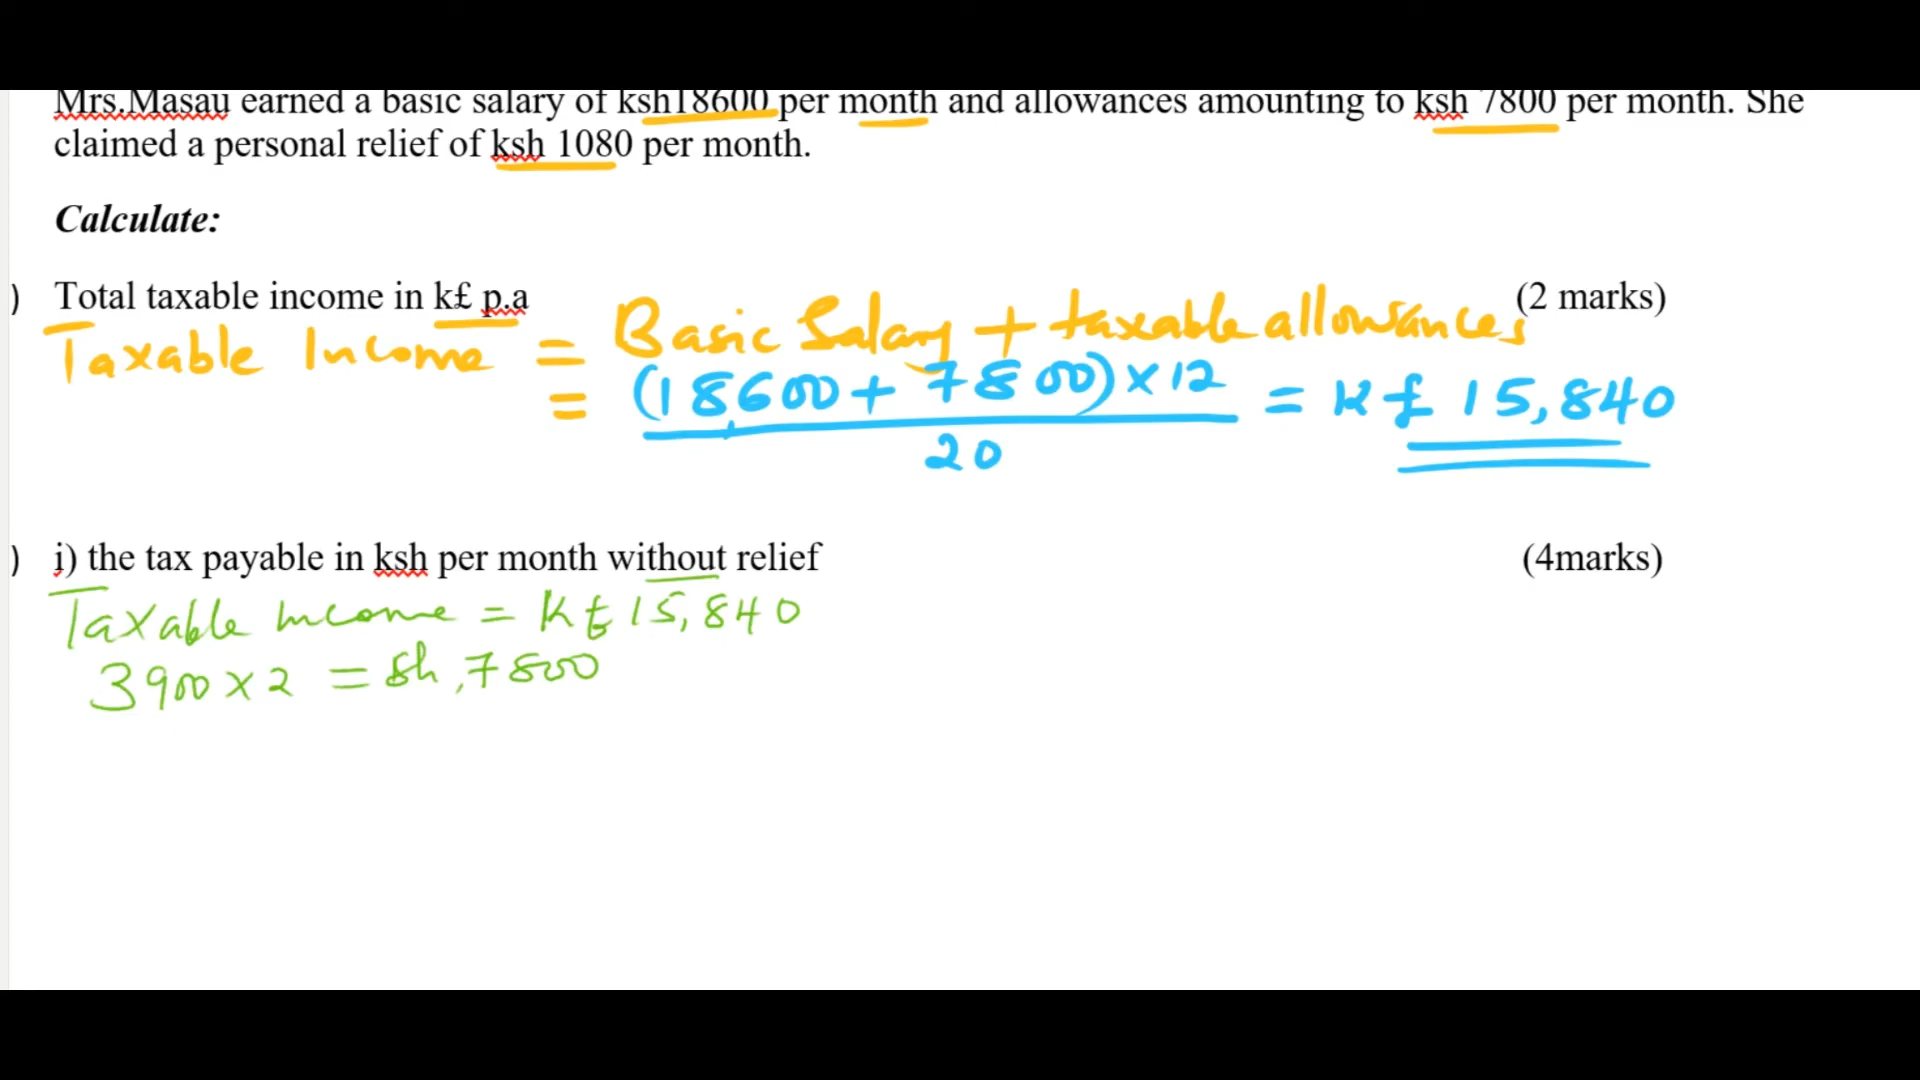 Mrs.Masau earned a basic salary of ksh18600 per month and allowances amounting to ksh 7800 per month. She
claimed a personal relief of ksh 1080 per month.
Calculate:
) Total taxable income in k£ p.a (2 marks)
Taxable Income = Basic Salary + taxable allowances
= (18600 + 7800) × 12 = K£ 15,840
20
) i) the tax payable in ksh per month without relief (4marks)
Taxable Income = K£ 15,840
3900 × 2 = sh,7800